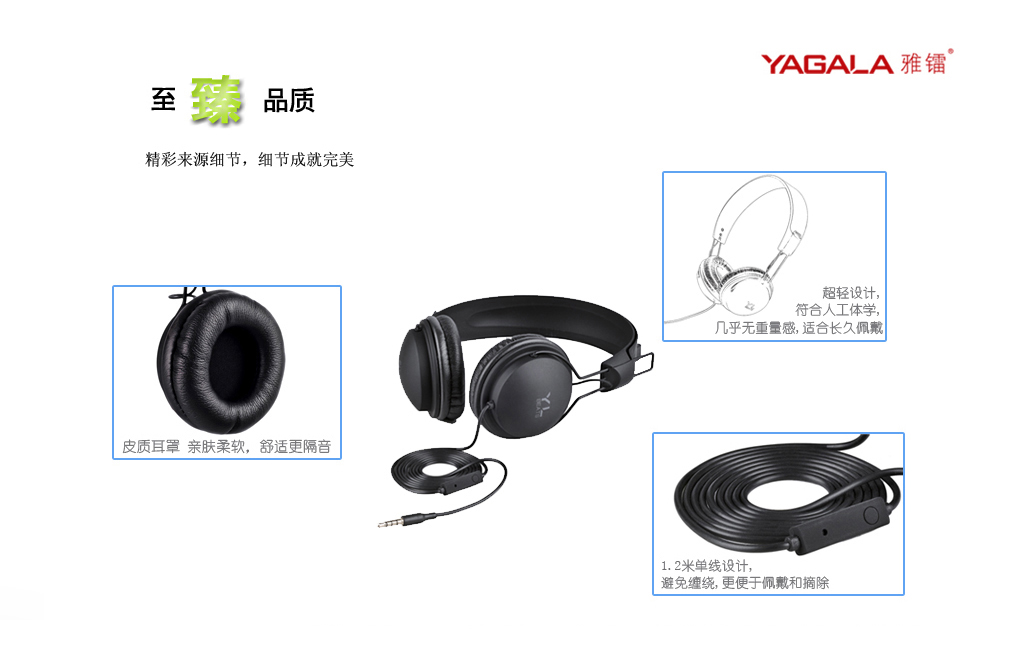 YAGALA 雅镭®
至 臻 品质
精彩来源细节，细节成就完美
超轻设计,
符合人工体学,
几乎无重量感,适合长久佩戴
皮质耳罩 亲肤柔软，舒适更隔音
1.2米单线设计,
避免缠绕,更便于佩戴和摘除